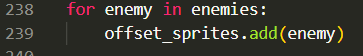 238 for enemy in enemies:
239     offset_sprites.add(enemy)